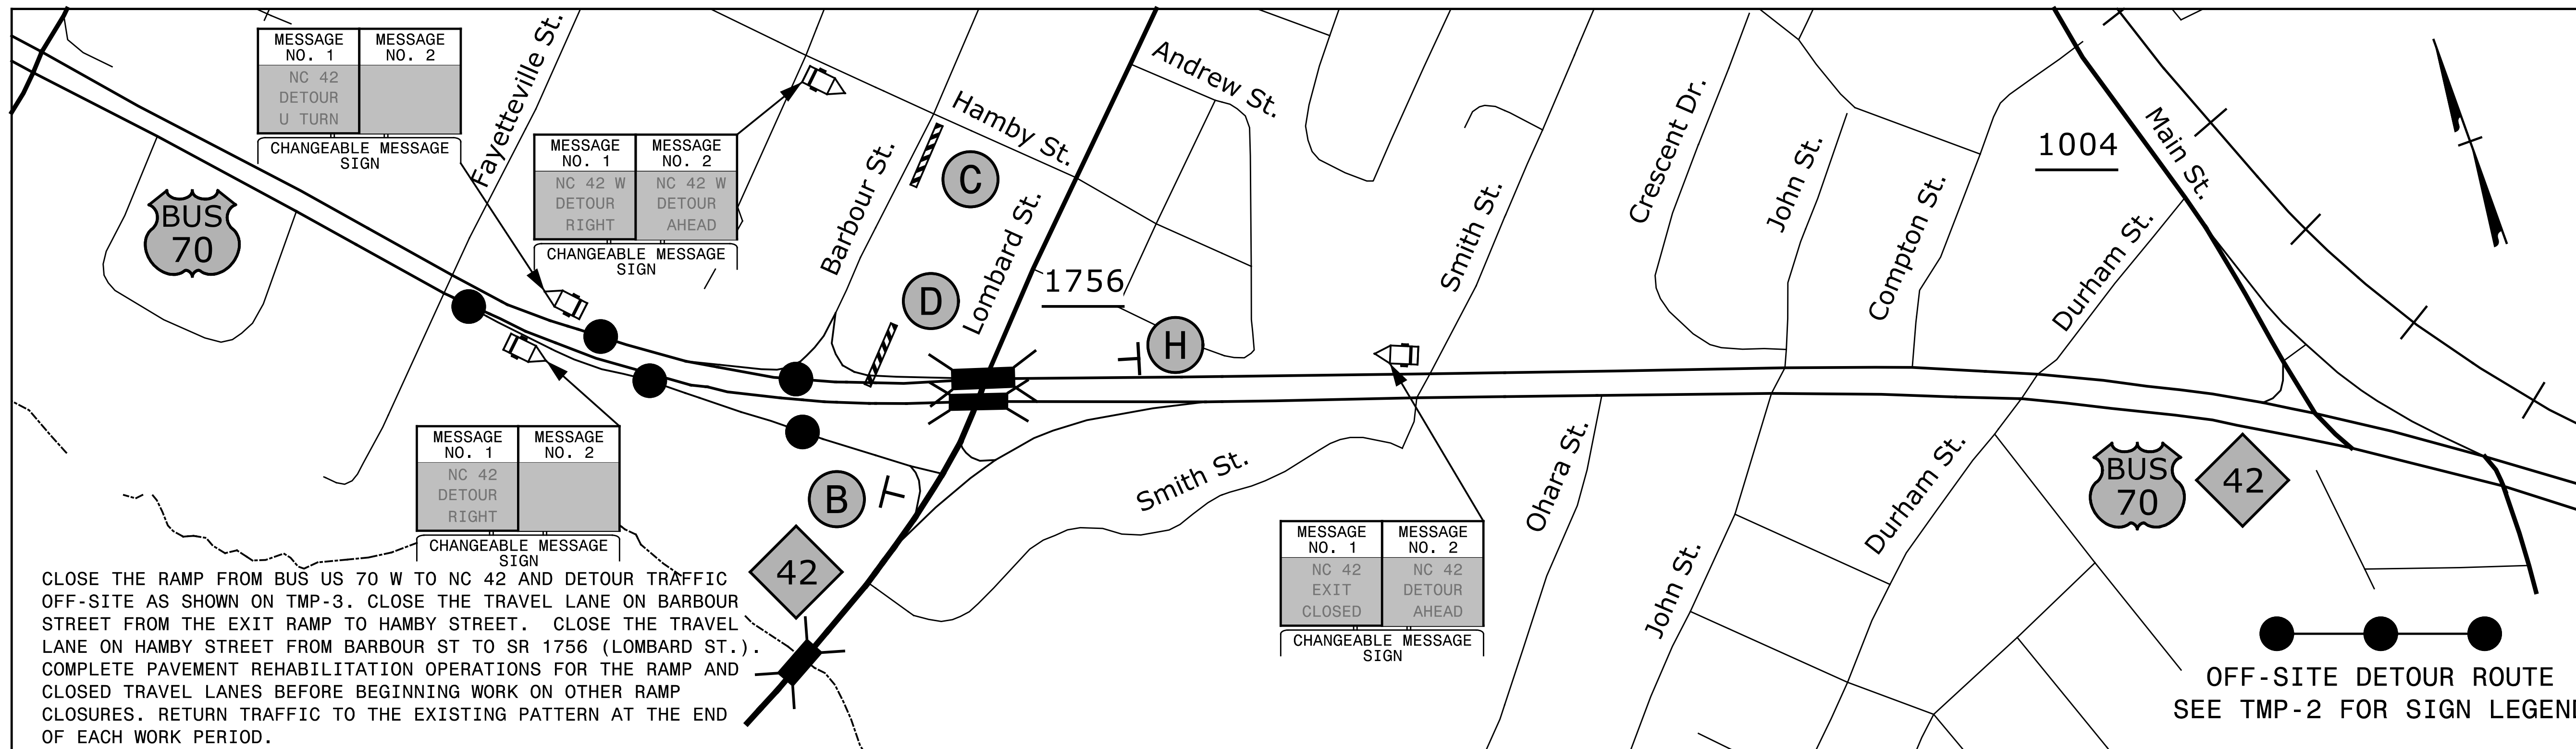 MESSAGE NO. 1
MESSAGE NO. 2
NC 42
DETOUR
U TURN
CHANGEABLE MESSAGE
SIGN
Fayetteville St.
MESSAGE NO. 1
MESSAGE NO. 2
NC 42 W
DETOUR
RIGHT
NC 42 W
DETOUR
AHEAD
CHANGEABLE MESSAGE
SIGN
BUS
70
Barbour St.
Hamby St.
C
D
Lombard St.
Andrew St.
1756
H
Smith St.
Crescent Dr.
John St.
Compton St.
1004
Main St.
Durham St.
MESSAGE NO. 1
MESSAGE NO. 2
NC 42
DETOUR
RIGHT
CHANGEABLE MESSAGE
SIGN
B
42
Smith St.
MESSAGE NO. 1
MESSAGE NO. 2
NC 42
EXIT
CLOSED
NC 42
DETOUR
AHEAD
CHANGEABLE MESSAGE
SIGN
Ohara St.
John St.
Durham St.
BUS
70
42
CLOSE THE RAMP FROM BUS US 70 W TO NC 42 AND DETOUR TRAFFIC
OFF-SITE AS SHOWN ON TMP-3. CLOSE THE TRAVEL LANE ON BARBOUR
STREET FROM THE EXIT RAMP TO HAMBY STREET.  CLOSE THE TRAVEL
LANE ON HAMBY STREET FROM BARBOUR ST TO SR 1756 (LOMBARD ST.).
COMPLETE PAVEMENT REHABILITATION OPERATIONS FOR THE RAMP AND
CLOSED TRAVEL LANES BEFORE BEGINNING WORK ON OTHER RAMP
CLOSURES. RETURN TRAFFIC TO THE EXISTING PATTERN AT THE END
OF EACH WORK PERIOD.
OFF-SITE DETOUR ROUTE
SEE TMP-2 FOR SIGN LEGEND